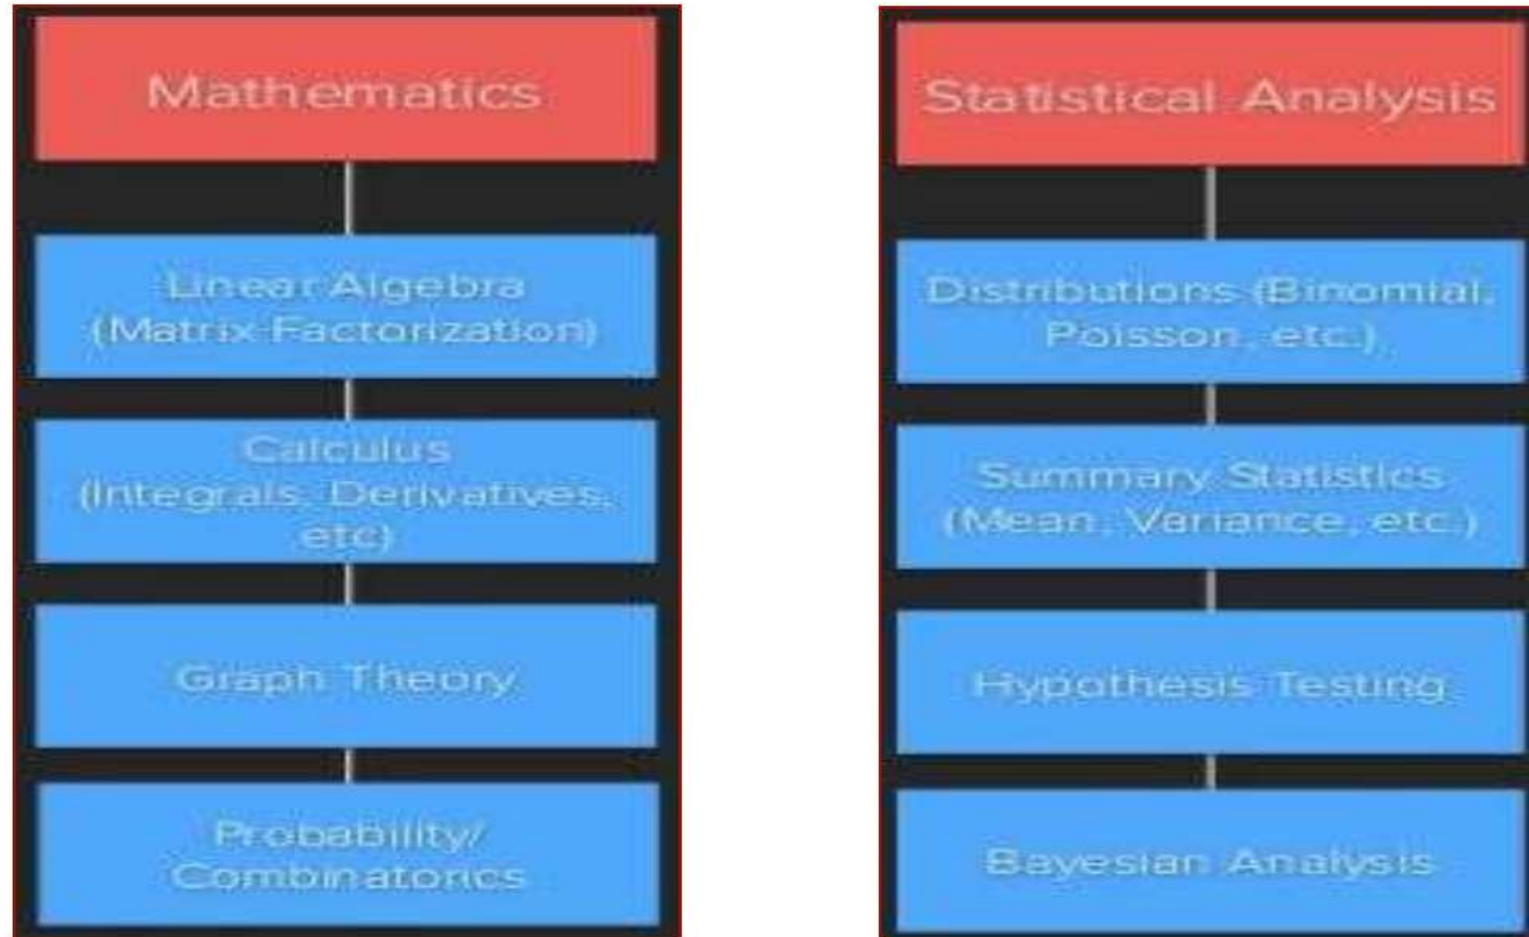 Mathematics
Linear Algebra
(Matrix Factorization)
Calculus
(Integrals, Derivatives,
etc)
Graph Theory
Probability/
Combinatorics
Statistical Analysis
Distributions (Binomial,
Poisson, etc.)
Summary Statistics
(Mean, Variance, etc.)
Hypothesis Testing
Bayesian Analysis